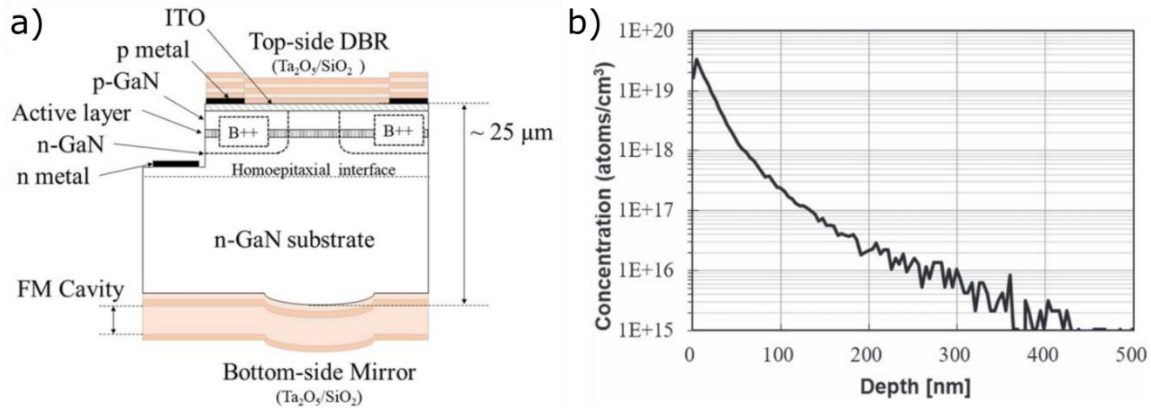 a)
ITO
Top-side DBR
(Ta₂O₅/SiO₂ )
p metal
p-GaN
Active layer
n-GaN
n metal
B++
B++
~ 25 μm
Homoepitaxial interface
n-GaN substrate
FM Cavity
Bottom-side Mirror
(Ta₂O₅/SiO₂)
b)
Concentration (atoms/cm³)
1E+20
1E+19
1E+18
1E+17
1E+16
1E+15
0
100
200
300
400
500
Depth [nm]